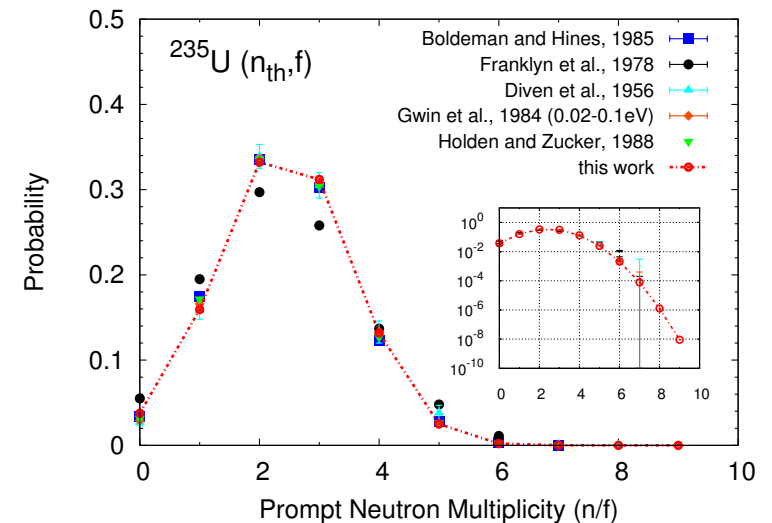 0.5
0.4
0.3
0.2
0.1
0
Probability
²³⁵U (nₜₕ,f)
Boldeman and Hines, 1985
Franklyn et al., 1978
Diven et al., 1956
Gwin et al., 1984 (0.02-0.1eV)
Holden and Zucker, 1988
this work
10⁰
10⁻²
10⁻⁴
10⁻⁶
10⁻⁸
10⁻¹⁰
0 2 4 6 8 10
0 2 4 6 8 10
Prompt Neutron Multiplicity (n/f)